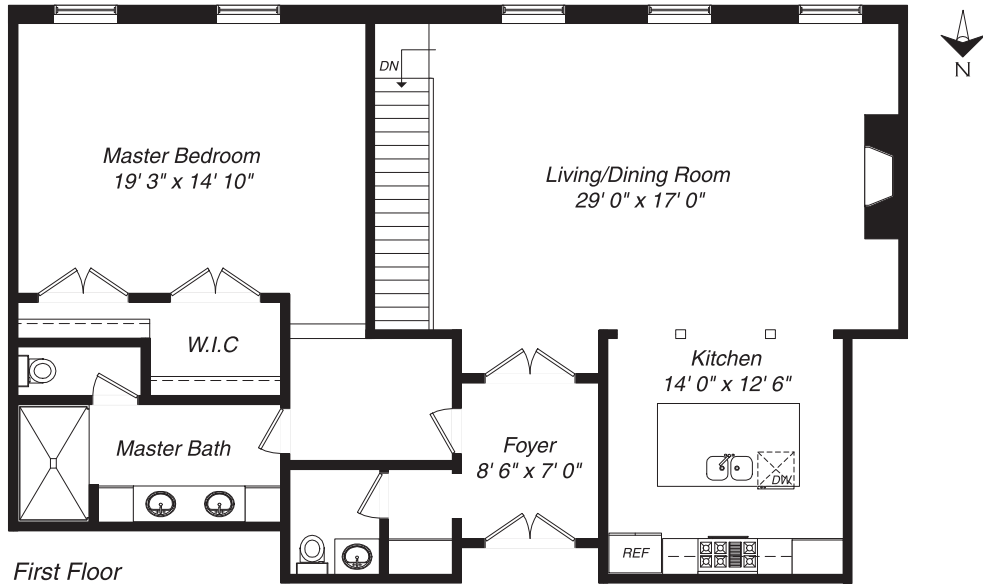 N
DN
Master Bedroom
19' 3" x 14' 10"
Living/Dining Room
29' 0" x 17' 0"
W.I.C
Kitchen
14' 0" x 12' 6"
Master Bath
Foyer
8' 6" x 7' 0"
DW
REF
First Floor